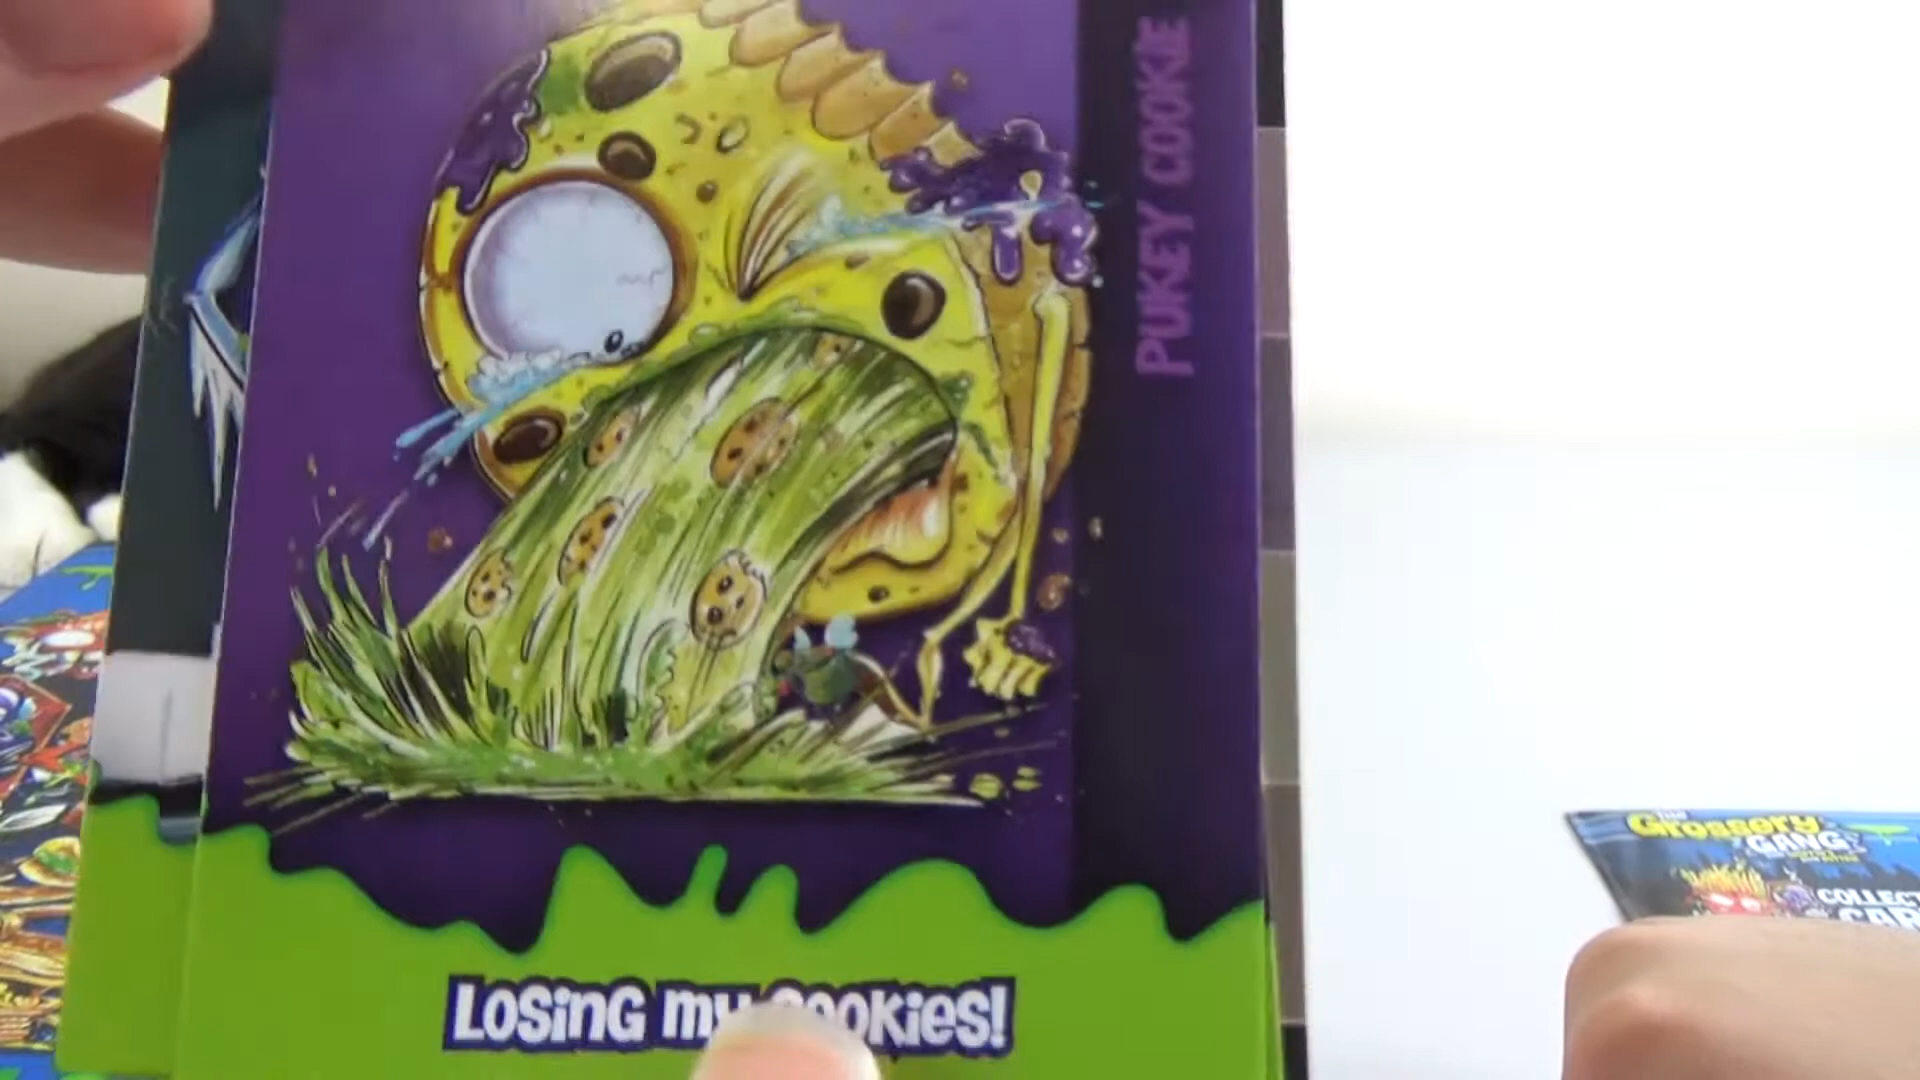 PUKEY COOKIE
LOSING my COOKIES!
THE
Grossery
GANG
COLLECT
CAR